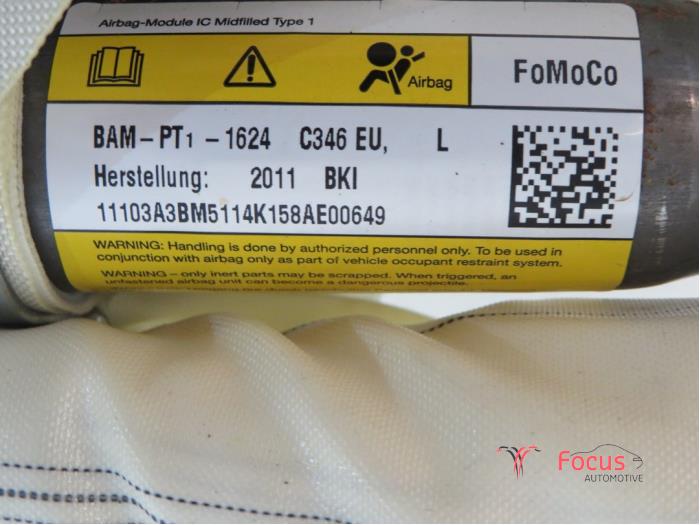 Airbag-Module IC Midfilled Type 1
Airbag
FoMoCo
BAM-PT1-1624 C346 EU, L
Herstellung: 2011 BKI
11103A3BM5114K158AE00649
WARNING: Handling is done by authorized personnel only. To be used in
conjunction with airbag only as part of vehicle occupant restraint system.
WARNING - only inert parts may be scrapped. When triggered, an
unfastened airbag unit can become a dangerous projectile.
Focus
AUTOMOTIVE